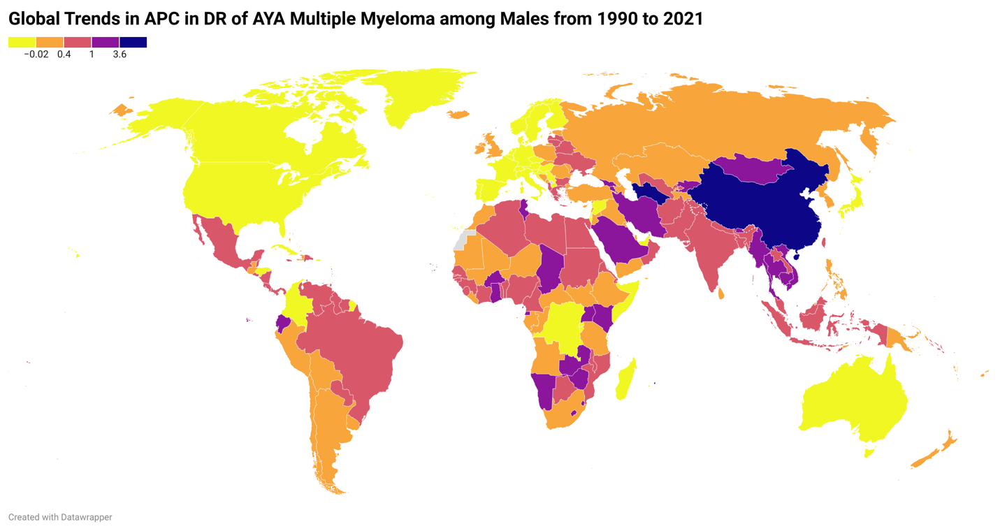 Global Trends in APC in DR of AYA Multiple Myeloma among Males from 1990 to 2021
−0.02 0.4 1 3.6
Created with Datawrapper